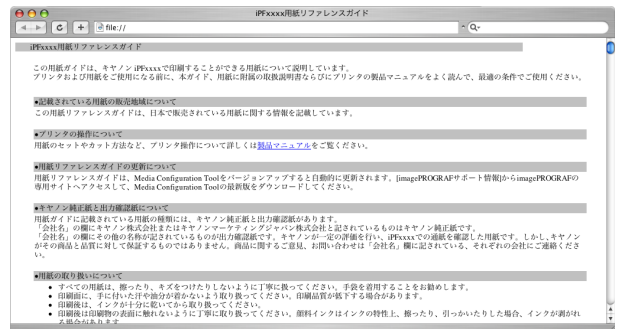 iPFxxxx用紙リファレンスガイド
file://
Q
iPFxxxx用紙リファレンスガイド
この用紙ガイドは、キヤノン iPFxxxxで印刷することができる用紙について説明しています。
プリンタおよび用紙をご使用になる前に、本ガイド、用紙に附属の取扱説明書ならびにプリンタの製品マニュアルをよく読んで、最適の条件でご使用ください。
●記載されている用紙の販売地域について
この用紙リファレンスガイドは、日本で販売されている用紙に関する情報を記載しています。
●プリンタの操作について
用紙のセットやカット方法など、プリンタ操作について詳しくは製品マニュアルをご覧ください。
●用紙リファレンスガイドの更新について
用紙リファレンスガイドは、Media Configuration Toolをバージョンアップすると自動的に更新されます。[imagePROGRAFサポート情報]からimagePROGRAFの
専用サイトへアクセスして、Media Configuration Toolの最新版をダウンロードしてください。
●キヤノン純正紙と出力確認紙について
用紙ガイドに記載されている用紙の種類には、キヤノン純正紙と出力確認紙があります。
「会社名」の欄にキヤノン株式会社またはキヤノンマーケティングジャパン株式会社と記されているものはキヤノン純正紙です。
「会社名」の欄にその他の名称が記されているものが出力確認紙です。キヤノンが一定の評価を行い、iPFxxxxでの通紙を確認した用紙です。しかし、キヤノン
がその商品と品質に対して保証するものではありません。商品に関するご意見、お問い合わせは「会社名」欄に記されている、それぞれの会社にご連絡くださ
い。
●用紙の取り扱いについて
• すべての用紙は、擦ったり、キズをつけたりしないように丁寧に扱ってください。手袋を着用することをお勧めします。
• 印刷面に、手に付いた汗や油分が着かないよう取り扱ってください。印刷品質が低下する場合があります。
• 印刷後は、インクが十分に乾いてから取り扱ってください。
• 印刷後は印刷物の表面に触れないように丁寧に取り扱ってください。顔料インクはインクの特性上、擦ったり、引っかいたりした場合、インクが剥がれ
る場合があります。